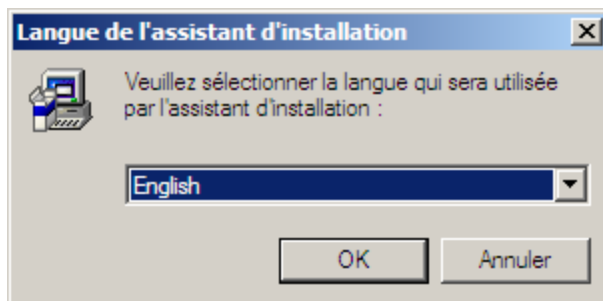 Langue de l'assistant d'installation
Veuillez sélectionner la langue qui sera utilisée
par l'assistant d'installation :
English
OK
Annuler